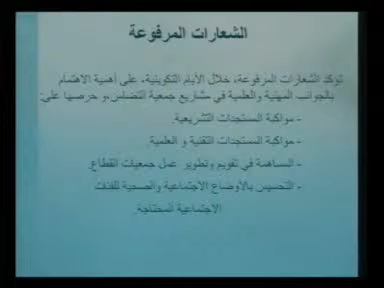 الشعارات المرفوعة
تؤكد الشعارات المرفوعة، خلال الأيام التكوينية، على أهمية الاهتمام
بالجوانب المهنية والعلمية في مشاريع جمعية التضامن، و حرصها على:
- مواكبة المستجدات التشريعية.
- مواكبة المستجدات التقنية و العلمية.
- المساهمة في تقويم وتطوير عمل جمعيات القطاع.
- التحسيس بالأوضاع الاجتماعية والصحية للفئات
الاجتماعية المحتاجة.